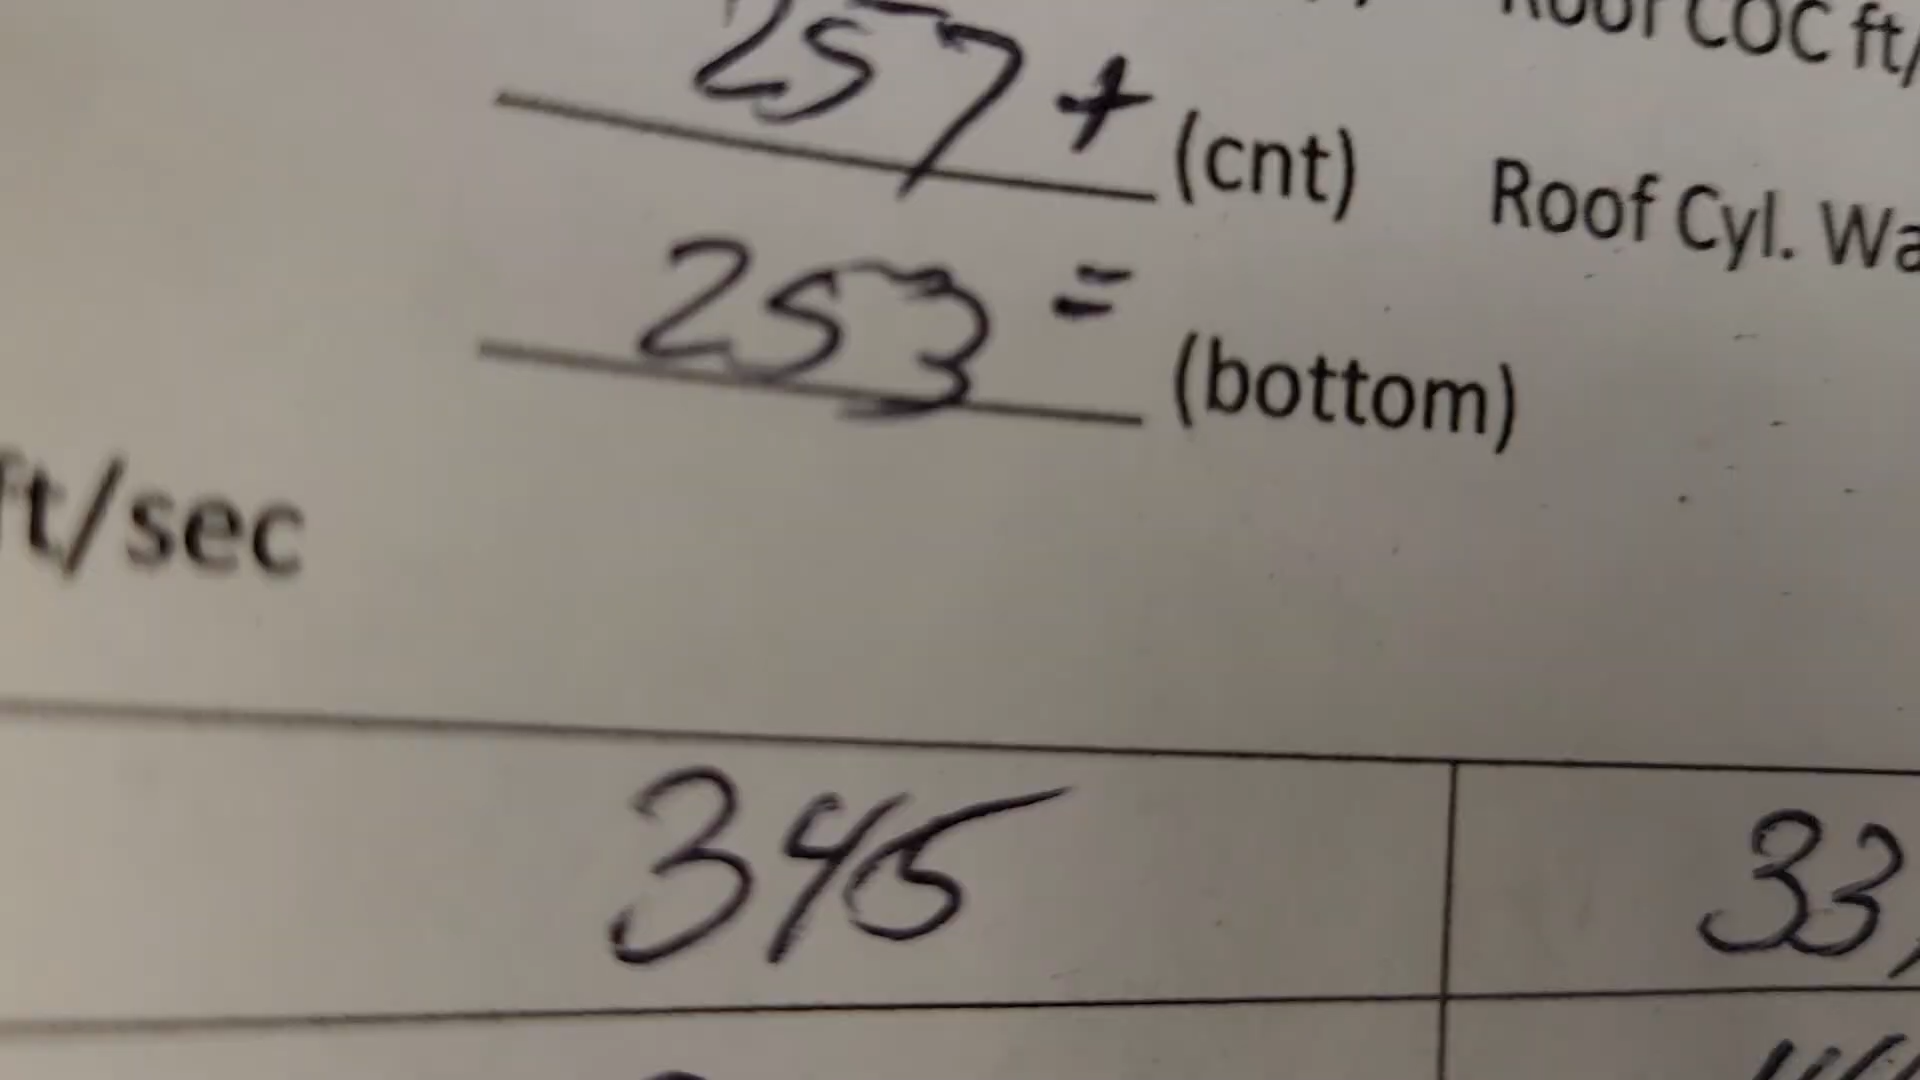 Roof COC ft/
257 + (cnt)
Roof Cyl. Wa
253 = (bottom)
ft/sec
345
33